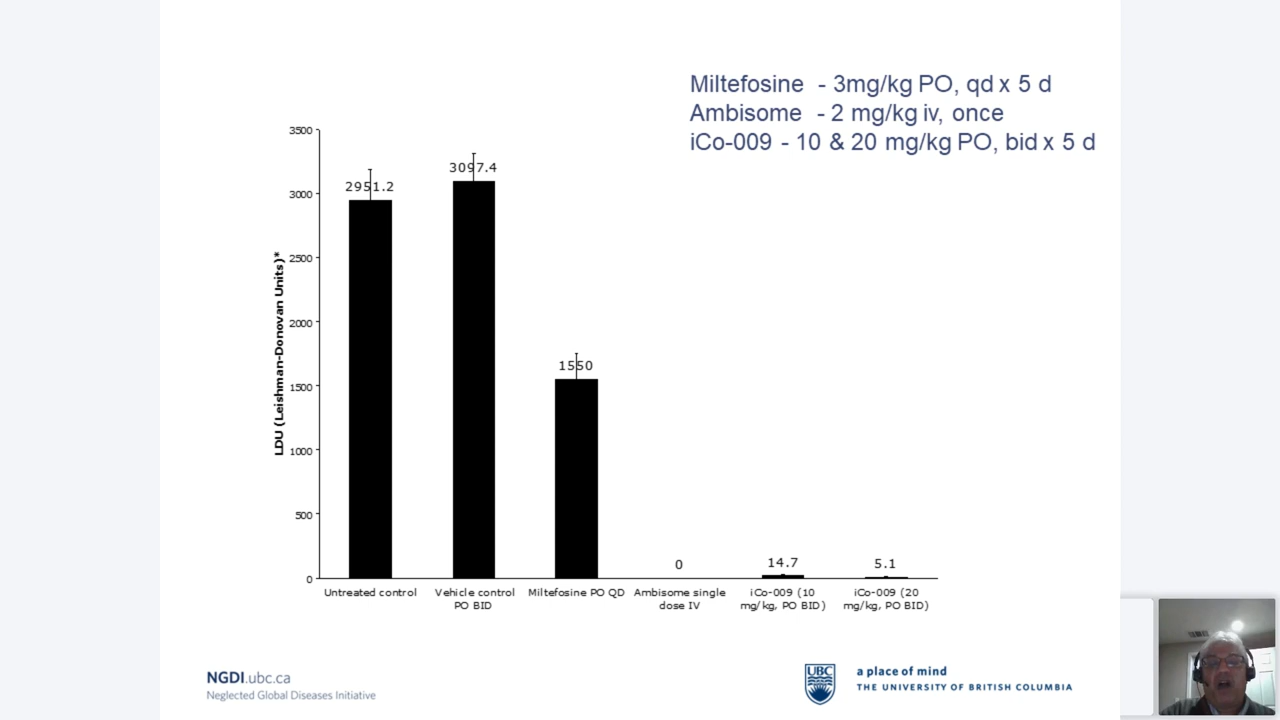 Miltefosine - 3mg/kg PO, qd x 5 d
Ambisome - 2 mg/kg iv, once
iCo-009 - 10 & 20 mg/kg PO, bid x 5 d
LDU (Leishman-Donovan Units)*
3500
3000
2500
2000
1500
1000
500
0
2951.2
3097.4
1550
0
14.7
5.1
Untreated control
Vehicle control
PO BID
Miltefosine PO QD
Ambisome single
dose IV
iCo-009 (10
mg/kg, PO BID)
iCo-009 (20
mg/kg, PO BID)
NGDI.ubc.ca
Neglected Global Diseases Initiative
UBC
a place of mind
THE UNIVERSITY OF BRITISH COLUMBIA